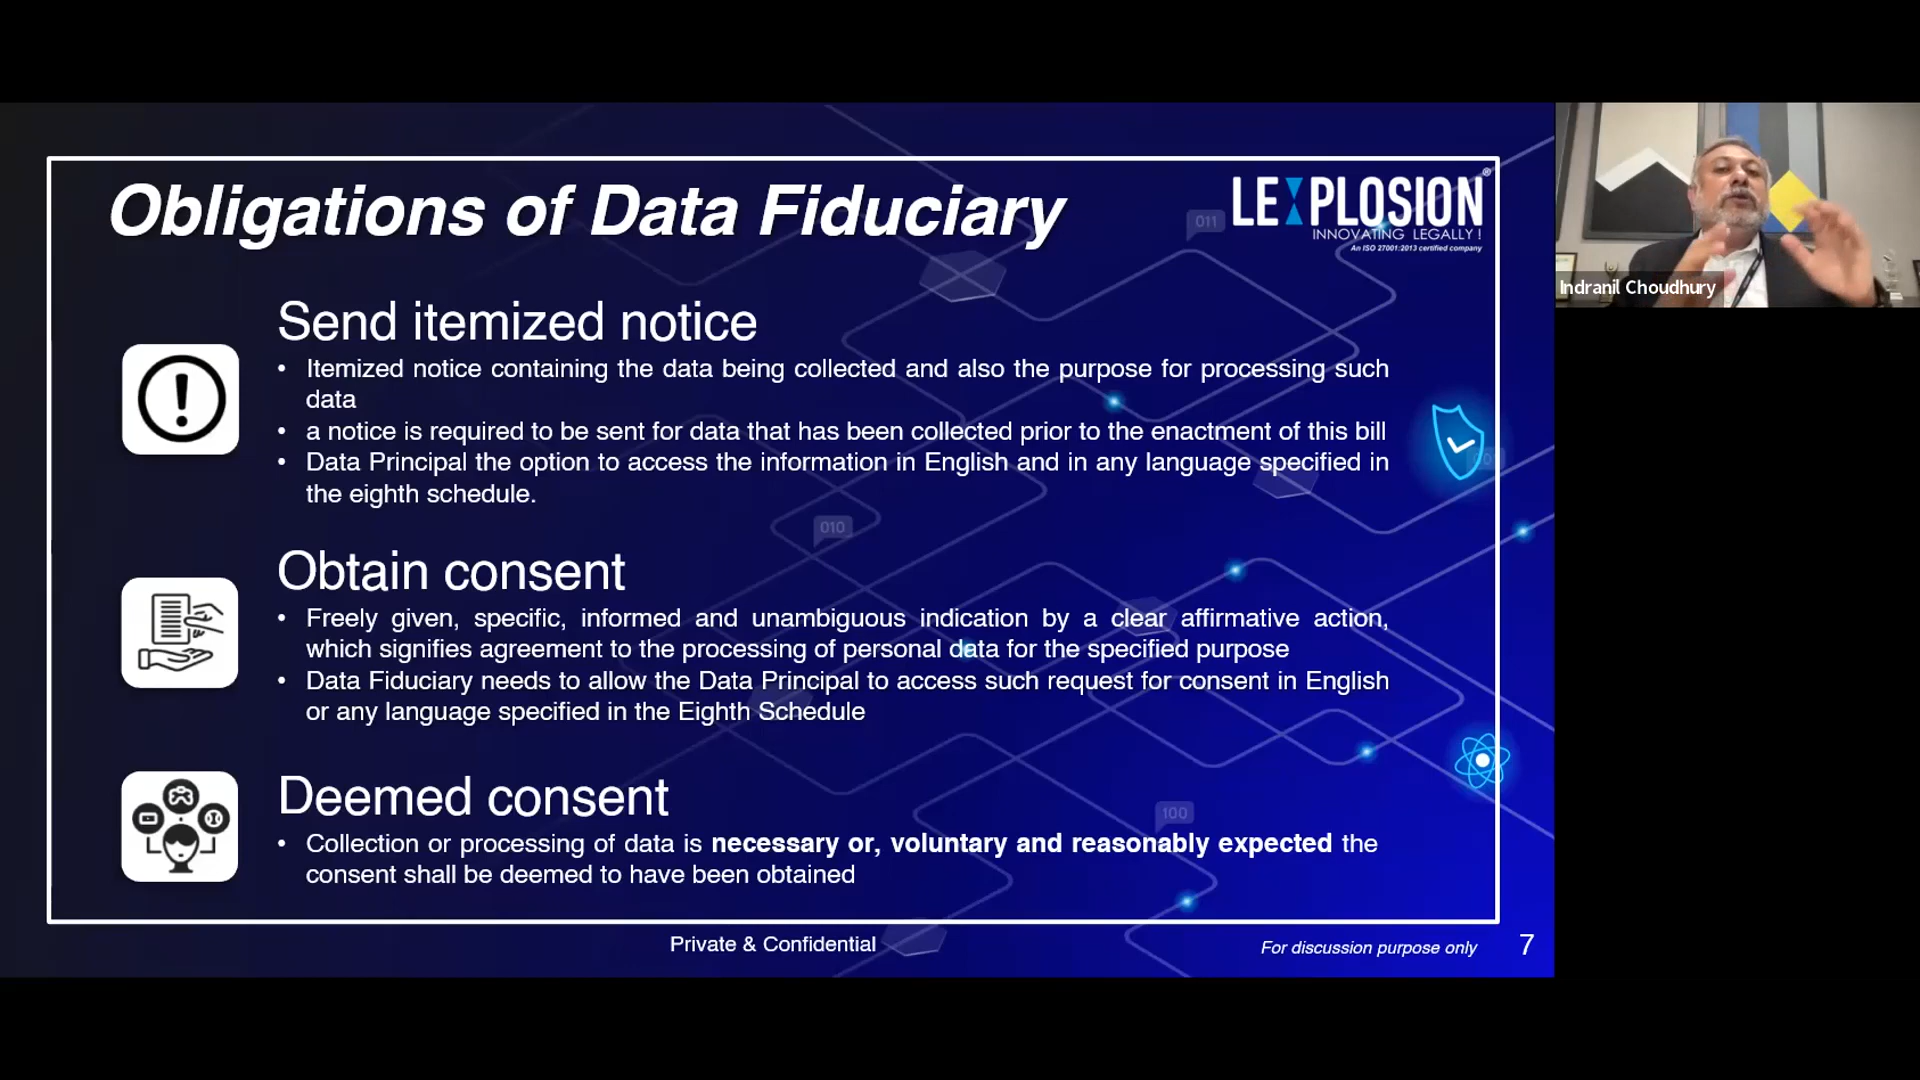 Obligations of Data Fiduciary
LEXPLOSION®
INNOVATING LEGALLY !
An ISO 27001:2013 certified company
011
Send itemized notice
• Itemized notice containing the data being collected and also the purpose for processing such
data
• a notice is required to be sent for data that has been collected prior to the enactment of this bill
• Data Principal the option to access the information in English and in any language specified in
the eighth schedule.
001
010
Obtain consent
• Freely given, specific, informed and unambiguous indication by a clear affirmative action,
which signifies agreement to the processing of personal data for the specified purpose
• Data Fiduciary needs to allow the Data Principal to access such request for consent in English
or any language specified in the Eighth Schedule
Deemed consent
100
• Collection or processing of data is necessary or, voluntary and reasonably expected the
consent shall be deemed to have been obtained
Private & Confidential
For discussion purpose only
7
Indranil Choudhury